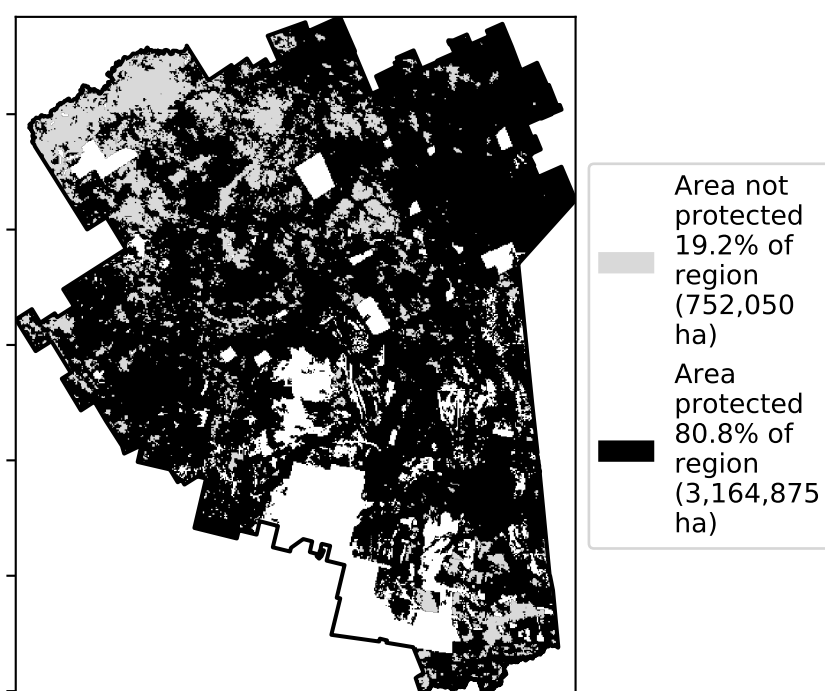 Area not
protected
19.2% of
region
(752,050
ha)
Area
protected
80.8% of
region
(3,164,875
ha)